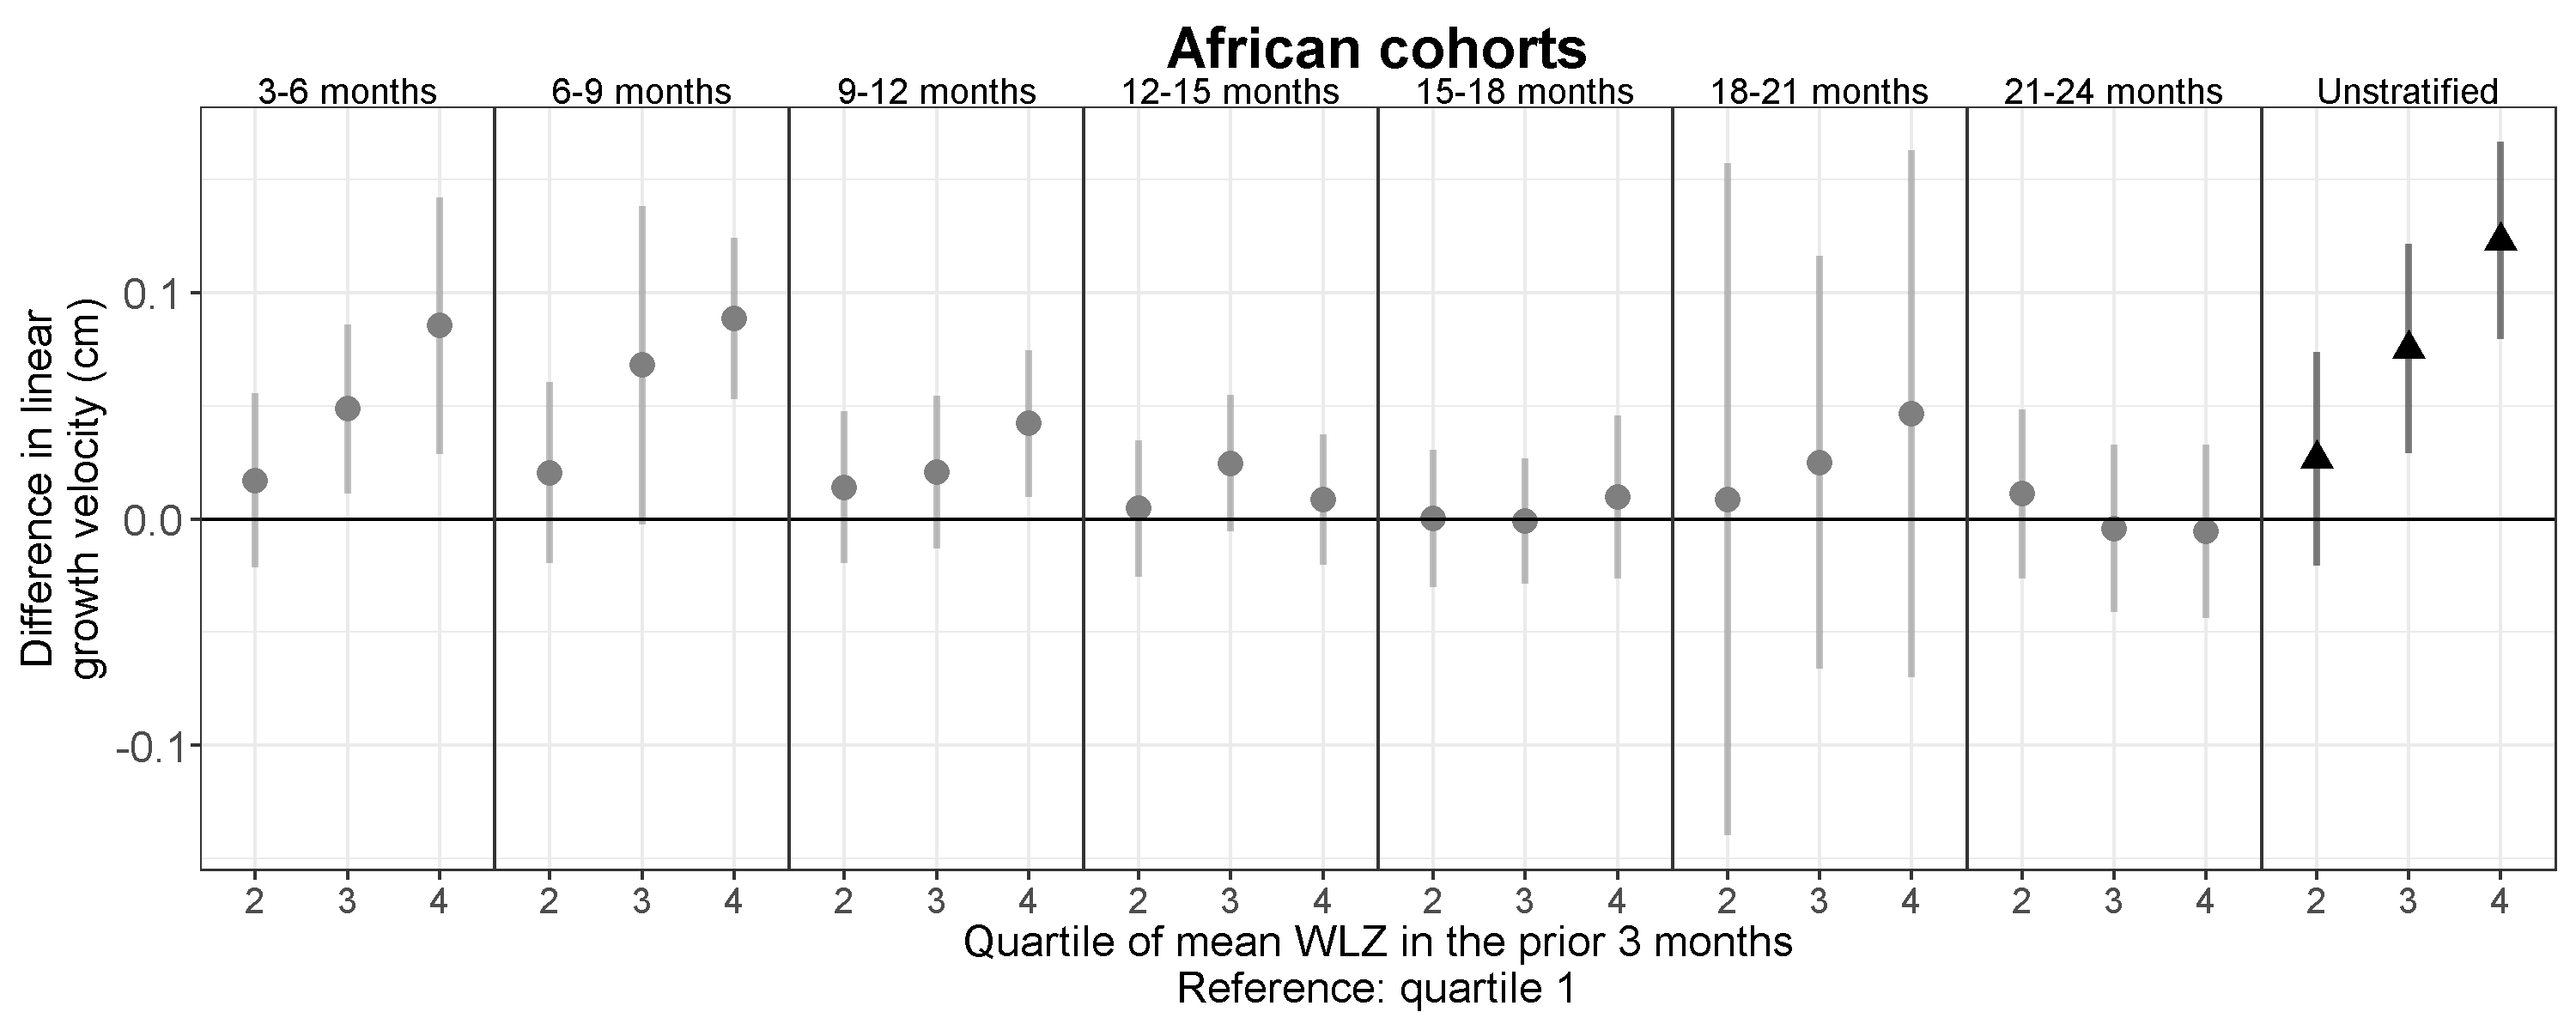 African cohorts
3-6 months 6-9 months 9-12 months 12-15 months 15-18 months 18-21 months 21-24 months Unstratified
Difference in linear
growth velocity (cm)
0.1
0.0
-0.1
2 3 4 2 3 4 2 3 4 2 3 4 2 3 4 2 3 4 2 3 4 2 3 4
Quartile of mean WLZ in the prior 3 months
Reference: quartile 1